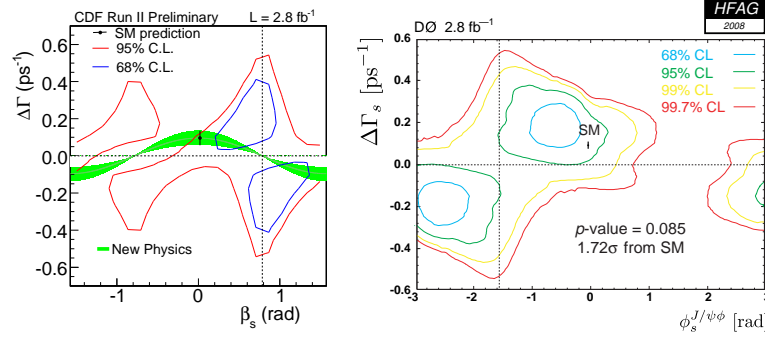 CDF Run II Preliminary L = 2.8 fb⁻¹
SM prediction
95% C.L.
68% C.L.
New Physics
ΔΓ (ps⁻¹)
0.6
0.4
0.2
0.0
-0.2
-0.4
-0.6
-1 0 1
βₛ (rad)
HFAG
2008
DØ 2.8 fb⁻¹
68% CL
95% CL
99% CL
99.7% CL
SM
p-value = 0.085
1.72σ from SM
ΔΓₛ [ps⁻¹]
0.6
0.4
0.2
0.0
0.2
0.4
0.6
-3 -2 -1 0 1 2 3
ϕₛ^{J/ψϕ} [rad]